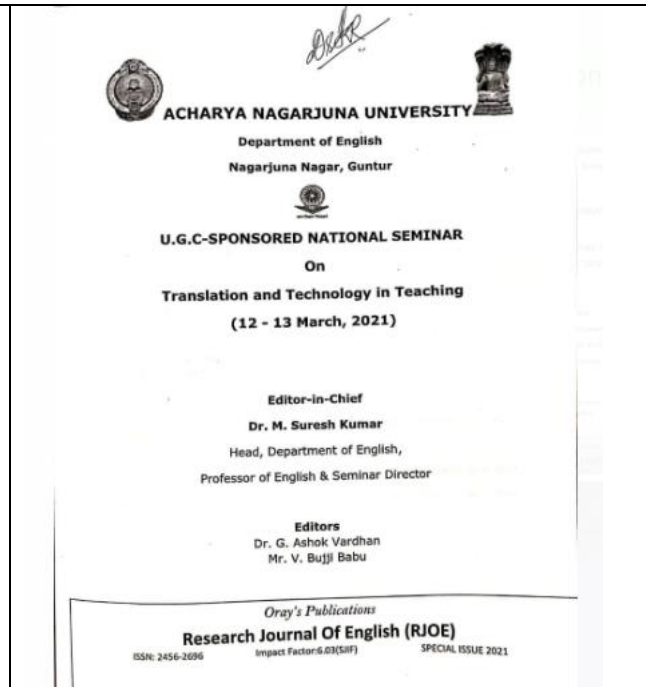 ACHARYA NAGARJUNA UNIVERSITY
Department of English
Nagarjuna Nagar, Guntur
U.G.C-SPONSORED NATIONAL SEMINAR
On
Translation and Technology in Teaching
(12 - 13 March, 2021)
Editor-in-Chief
Dr. M. Suresh Kumar
Head, Department of English,
Professor of English & Seminar Director
Editors
Dr. G. Ashok Vardhan
Mr. V. Bujji Babu
Oray's Publications
Research Journal Of English (RJOE)
ISSN: 2456-2696 Impact Factor:6.03(SJIF) SPECIAL ISSUE 2021